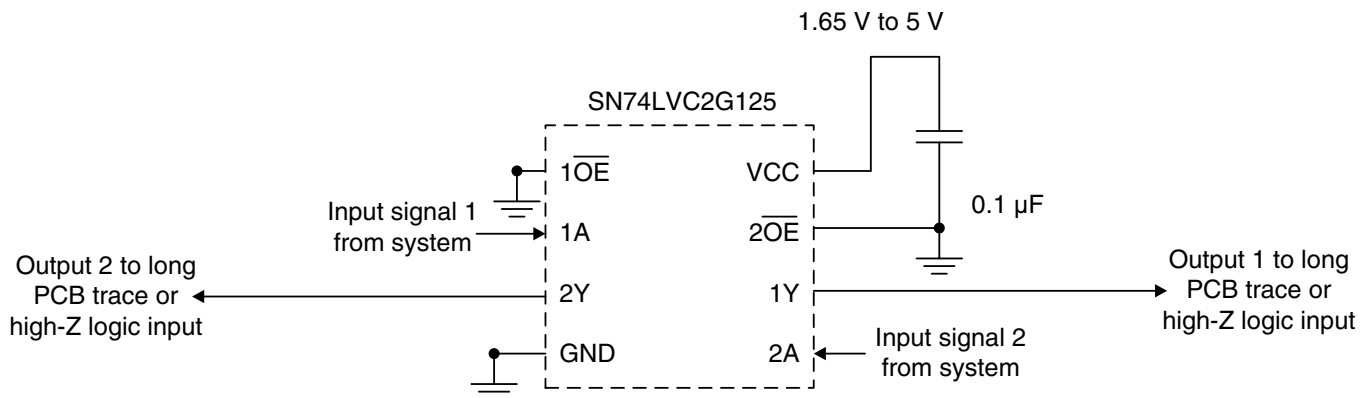 1.65 V to 5 V
SN74LVC2G125
1O̅E̅
VCC
Input signal 1
from system
1A
2O̅E̅
0.1 µF
Output 2 to long
PCB trace or
high-Z logic input
2Y
1Y
Output 1 to long
PCB trace or
high-Z logic input
GND
2A
Input signal 2
from system